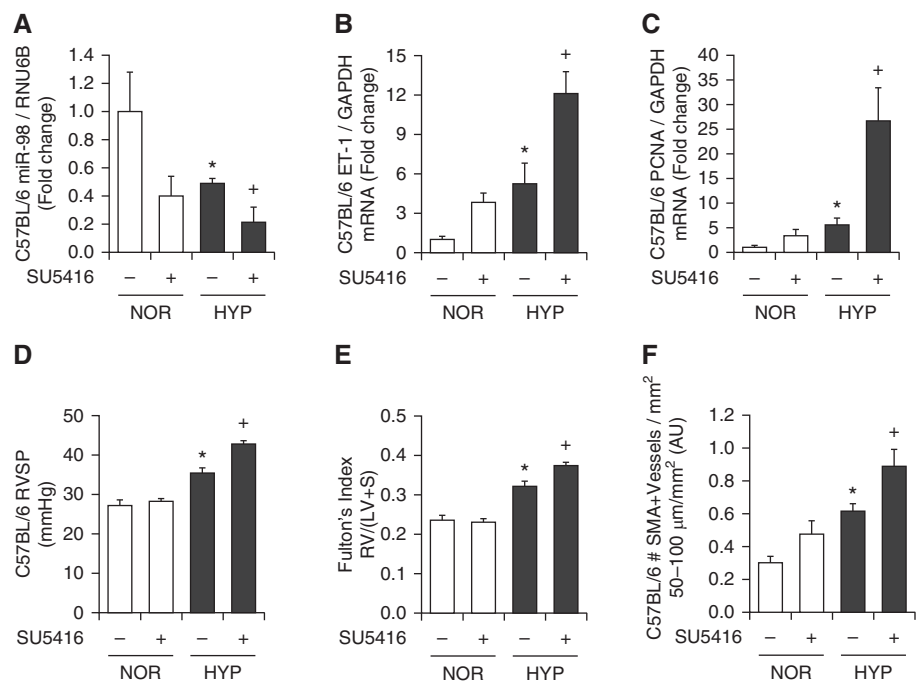 A
C57BL/6 miR-98 / RNU6B
(Fold change)
1.4
1.2
1.0
0.8
0.6
0.4
0.2
0.0
*
+
SU5416 – + – +
NOR HYP
B
C57BL/6 ET-1 / GAPDH
mRNA (Fold change)
15
12
9
6
3
0
*
+
SU5416 – + – +
NOR HYP
C
C57BL/6 PCNA / GAPDH
mRNA (Fold change)
40
35
30
25
20
15
10
5
0
*
+
SU5416 – + – +
NOR HYP
D
C57BL/6 RVSP
(mmHg)
50
40
30
20
10
00
*
+
SU5416 – + – +
NOR HYP
E
Fulton's Index
RV/(LV+S)
0.5
0.4
0.3
0.2
0.1
0.0
*
+
SU5416 – + – +
NOR HYP
F
C57BL/6 # SMA+Vessels / mm²
50–100 μm/mm² (AU)
1.2
1.0
0.8
0.6
0.4
0.2
0.0
*
+
SU5416 – + – +
NOR HYP